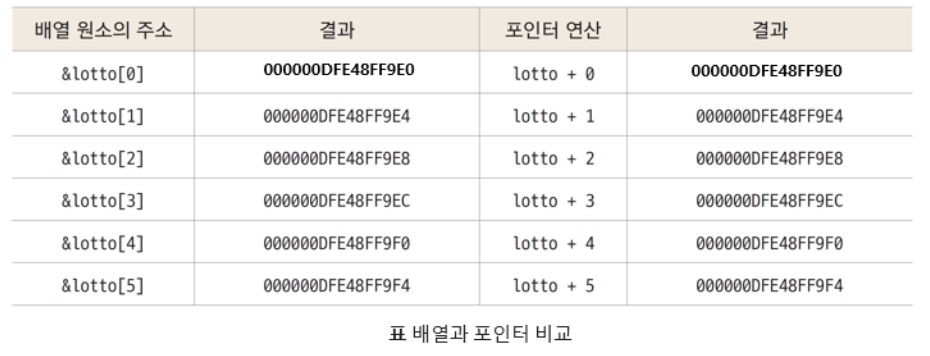 배열 원소의 주소 결과 포인터 연산 결과
&lotto[0] 000000DFE48FF9E0 lotto + 0 000000DFE48FF9E0
&lotto[1] 000000DFE48FF9E4 lotto + 1 000000DFE48FF9E4
&lotto[2] 000000DFE48FF9E8 lotto + 2 000000DFE48FF9E8
&lotto[3] 000000DFE48FF9EC lotto + 3 000000DFE48FF9EC
&lotto[4] 000000DFE48FF9F0 lotto + 4 000000DFE48FF9F0
&lotto[5] 000000DFE48FF9F4 lotto + 5 000000DFE48FF9F4
표 배열과 포인터 비교